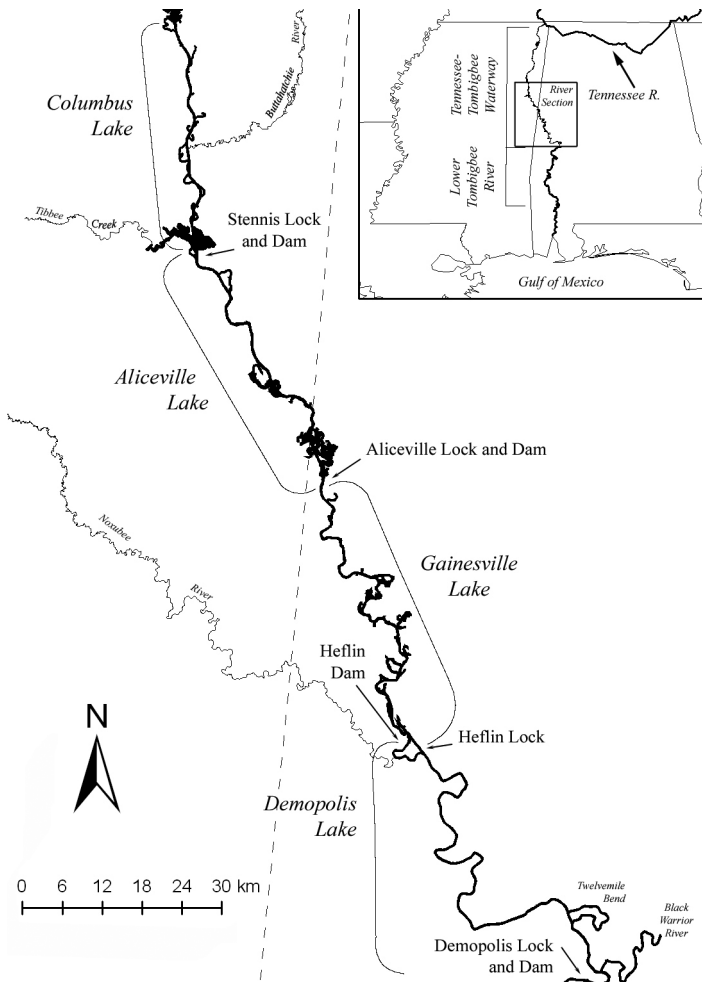 Columbus
Lake
Buttahatchie
River
Tibbee
Creek
Stennis Lock
and Dam
Tennessee-
Tombigbee
Waterway
River
Section
Tennessee R.
Lower
Tombigbee
River
Gulf of Mexico
Aliceville
Lake
Aliceville Lock and Dam
Noxubee
River
Gainesville
Lake
Heflin
Dam
Heflin Lock
N
Demopolis
Lake
0 6 12 18 24 30 km
Twelvemile
Bend
Black
Warrior
River
Demopolis Lock
and Dam